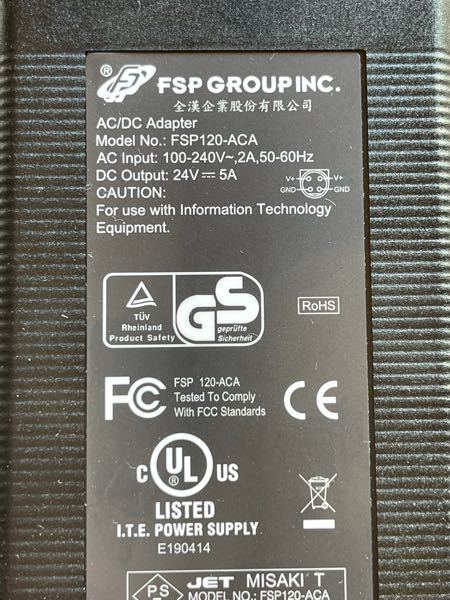 ® FSP GROUP INC.
全漢企業股份有限公司
AC/DC Adapter
Model No.: FSP120-ACA
AC Input: 100-240V~,2A,50-60Hz
DC Output: 24V⎓5A
V+ V+
GND GND
CAUTION:
For use with Information Technology
Equipment.
TÜV
Rheinland
Product Safety
GS
geprüfte
Sicherheit
RoHS
FC
FSP 120-ACA
Tested To Comply
With FCC Standards
CE
C UL US
®
LISTED
I.T.E. POWER SUPPLY
E190414
PS
JET MISAKI T
MODEL NO.: FSP120-ACA